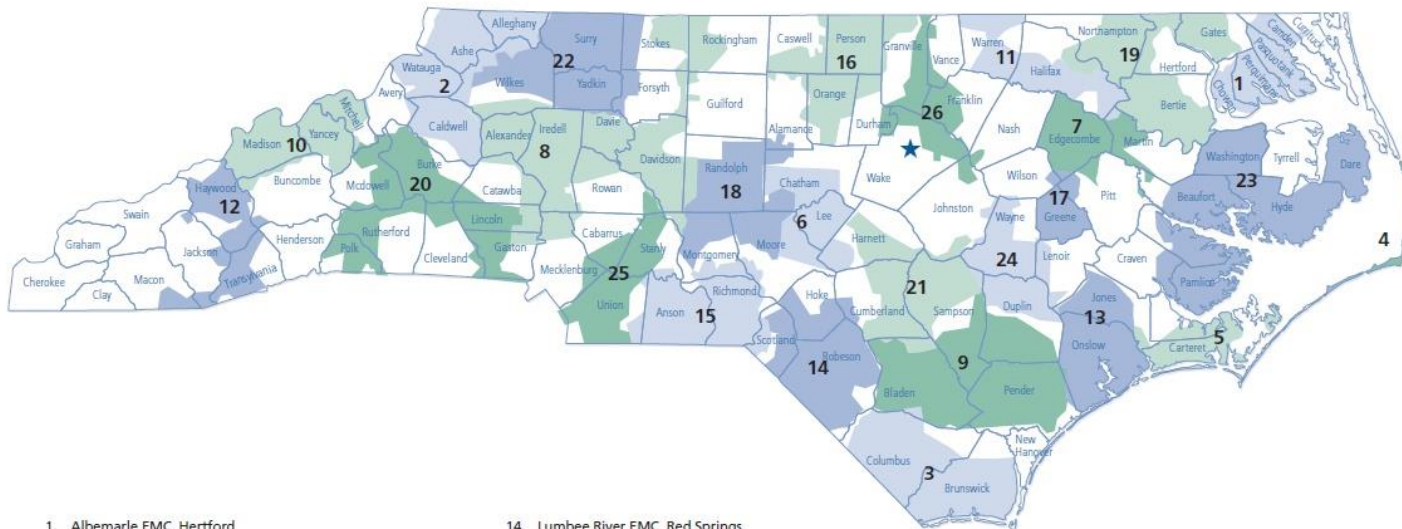 Alleghany
Ashe
Surry
Stokes
Rockingham
Caswell
Person
Granville
Vance
Warren
Northampton
Gates
Camden
Currituck
Pasquotank
Perquimans
Chowan
22
16
11
19
1
Watauga
2
Wilkes
Yadkin
Forsyth
Guilford
Orange
Halifax
Hertford
Bertie
Avery
Mitchell
Yancey
Madison
10
Caldwell
Alexander
Iredell
Davie
8
Alamance
Durham
26
Franklin
Nash
7
Edgecombe
Martin
Washington
Tyrrell
Dare
23
Haywood
12
Buncombe
Mcdowell
Burke
20
Catawba
Rowan
Davidson
Randolph
18
Chatham
Wake
Wilson
17
Greene
Pitt
Beaufort
Hyde
Swain
Graham
Jackson
Henderson
Polk
Rutherford
Lincoln
Gaston
Cleveland
Cabarrus
Stanly
Montgomery
Moore
6
Lee
Harnett
Johnston
Wayne
24
Lenoir
Craven
Pamlico
4
Cherokee
Clay
Macon
Transylvania
Mecklenburg
25
Union
Anson
15
Richmond
Hoke
Scotland
21
Cumberland
Sampson
Duplin
Jones
13
Onslow
Carteret
5
14
Robeson
Bladen
9
Pender
Columbus
3
Brunswick
New
Hanover
1 Albemarle EMC, Hertford
14 Lumbee River EMC, Red Springs